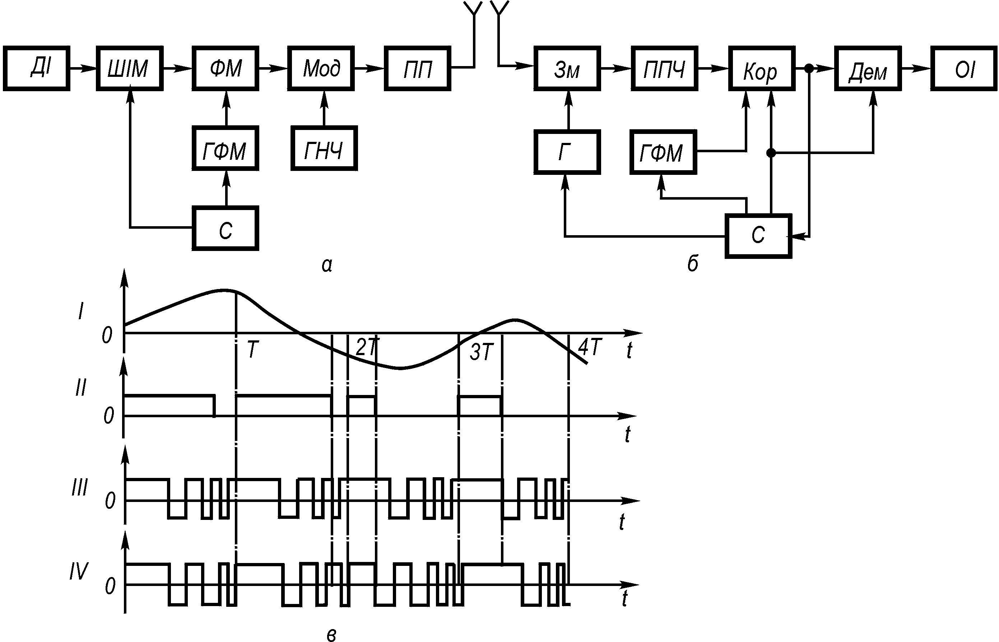 ДІ ШІМ ФМ Мод ПП Зм ППЧ Кор Дем ОІ
ГФМ ГНЧ Г ГФМ
С С
а б
I
0 T 2T 3T 4T t
II
0
t
III
0
t
IV
0
t
в